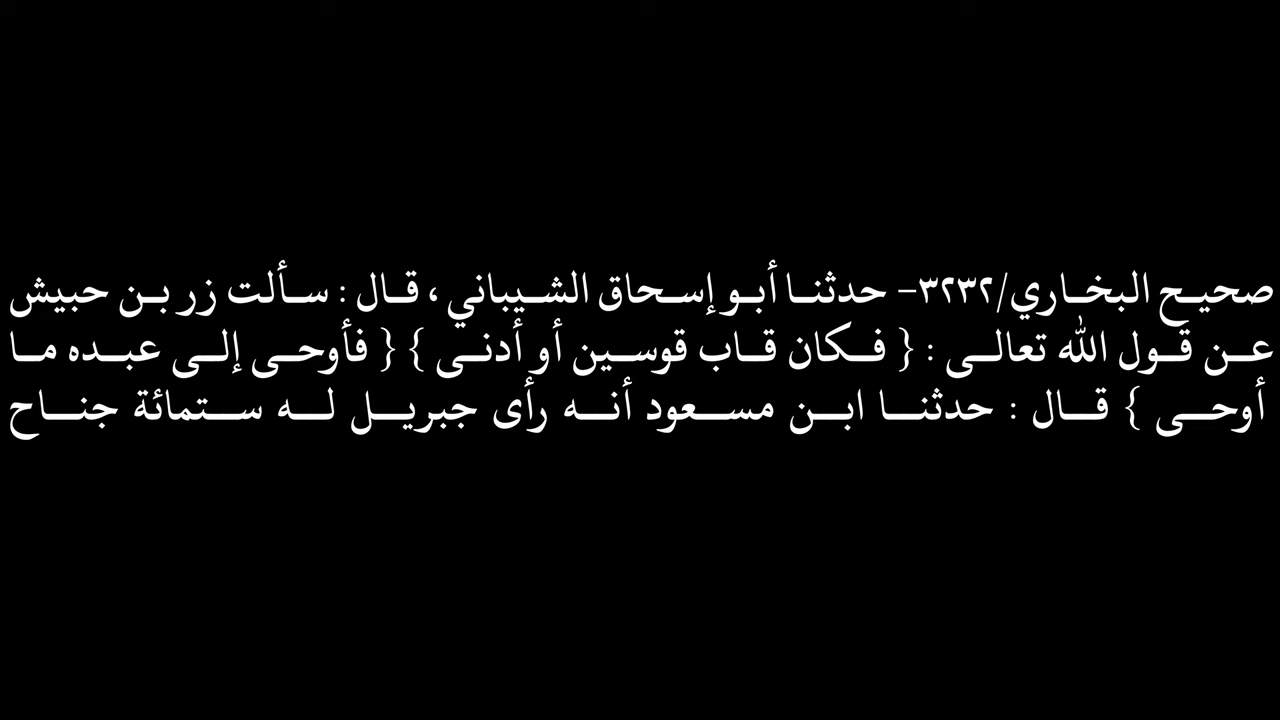 صحيح البخاري/٣٢٣٢- حدثنا أبو إسحاق الشيباني ، قال : سألت زر بن حبيش
عن قول الله تعالى : { فكان قاب قوسين أو أدنى } { فأوحى إلى عبده ما
أوحى } قال : حدثنا ابن مسعود أنه رأى جبريل له ستمائة جناح